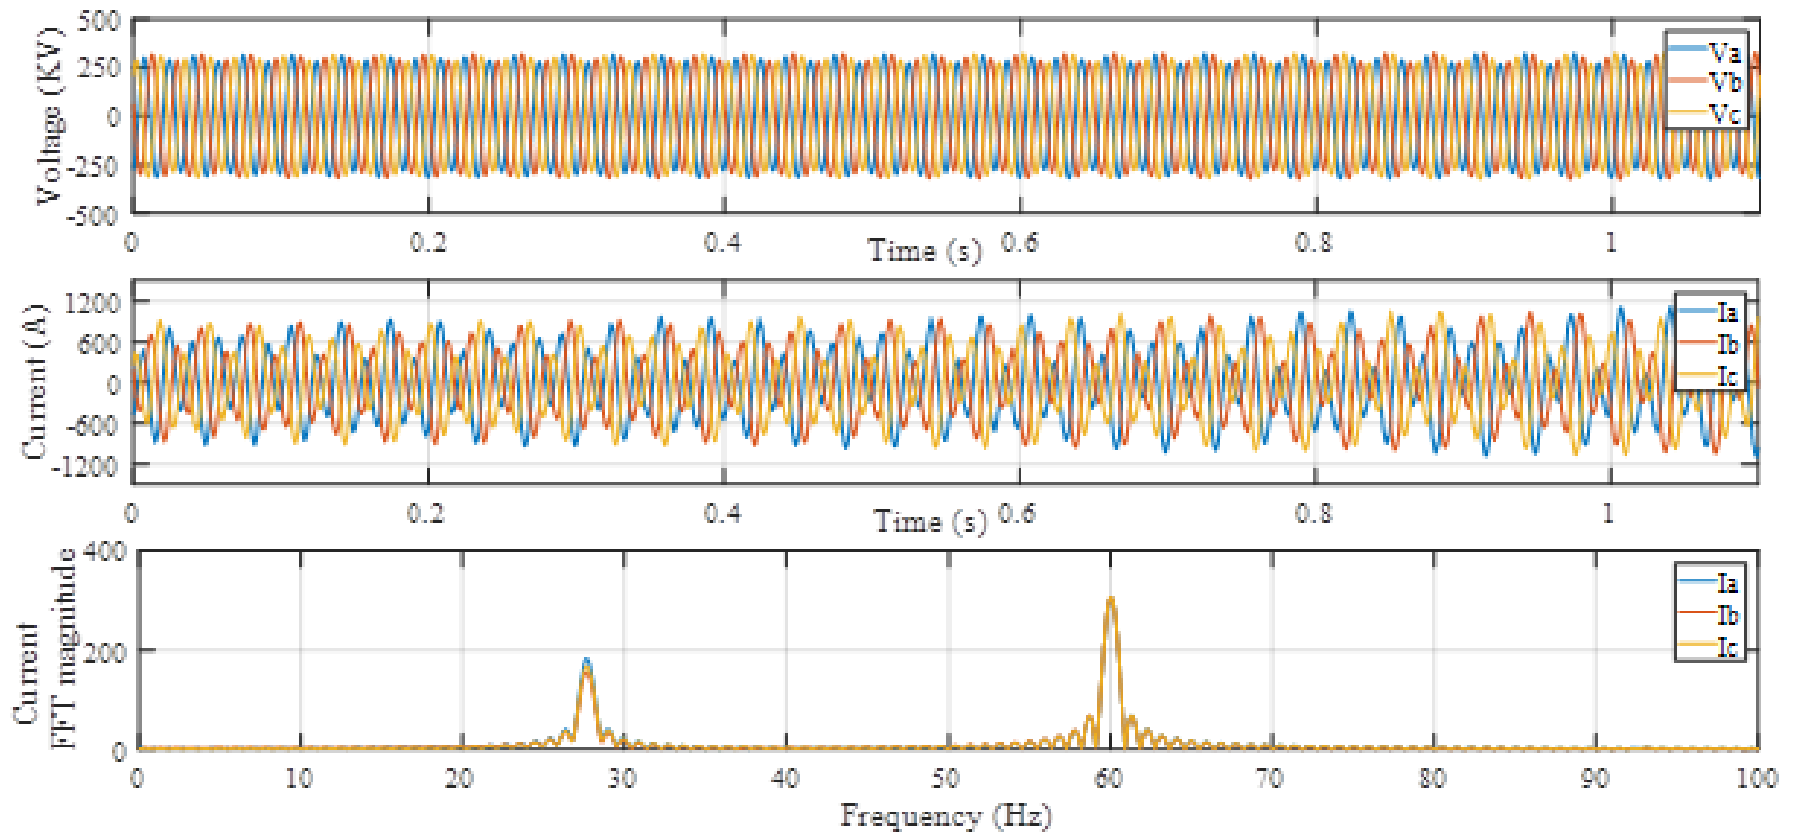 Voltage (KV)
500
250
0
-250
-500
Va
Vb
Vc
0 0.2 0.4 0.6 0.8 1
Time (s)
Current (A)
1200
600
0
-600
-1200
Ia
Ib
Ic
0 0.2 0.4 0.6 0.8 1
Time (s)
Current
FFT magnitude
400
200
0
Ia
Ib
Ic
0 10 20 30 40 50 60 70 80 90 100
Frequency (Hz)